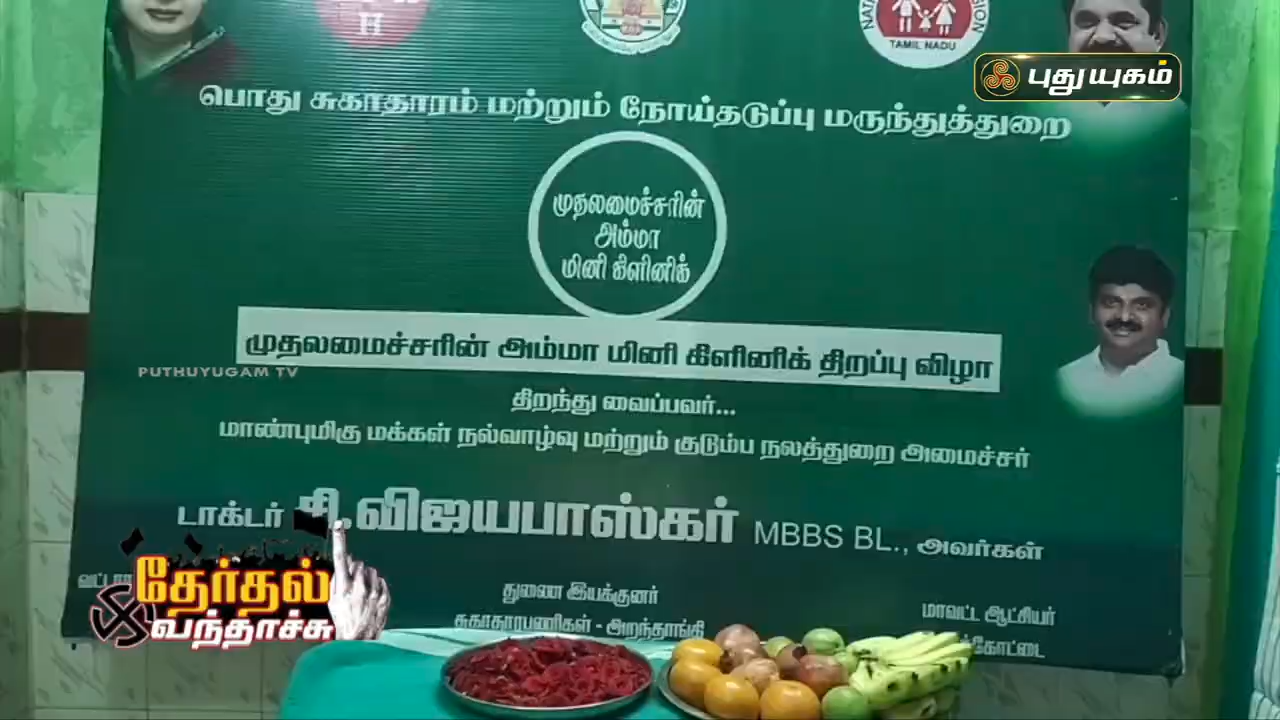 H
TAMIL NADU
புதுயுகம்
பொது சுகாதாரம் மற்றும் நோய்தடுப்பு மருந்துத்துறை
முதலமைச்சரின்
அம்மா
மினி கிளினிக்
முதலமைச்சரின் அம்மா மினி கிளினிக் திறப்பு விழா
PUTHUYUGAM TV
திறந்து வைப்பவர்...
மாண்புமிகு மக்கள் நல்வாழ்வு மற்றும் குடும்ப நலத்துறை அமைச்சர்
டாக்டர் சி.விஜயபாஸ்கர் MBBS BL., அவர்கள்
துணை இயக்குனர்
சுகாதாரபணிகள் - அறந்தாங்கி
மாவட்ட ஆட்சியர்
தேர்தல்
வந்தாச்சு